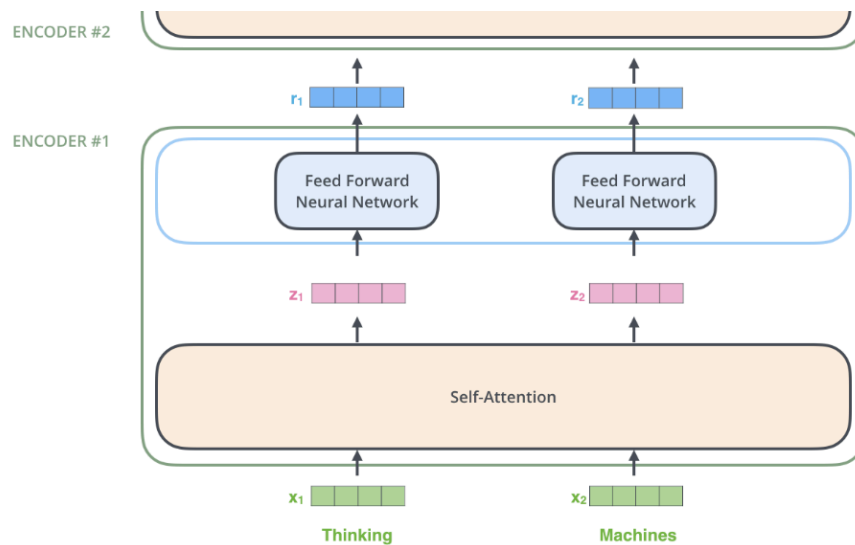 ENCODER #2
r₁
r₂
ENCODER #1
Feed Forward
Neural Network
Feed Forward
Neural Network
z₁
z₂
Self-Attention
x₁
x₂
Thinking
Machines